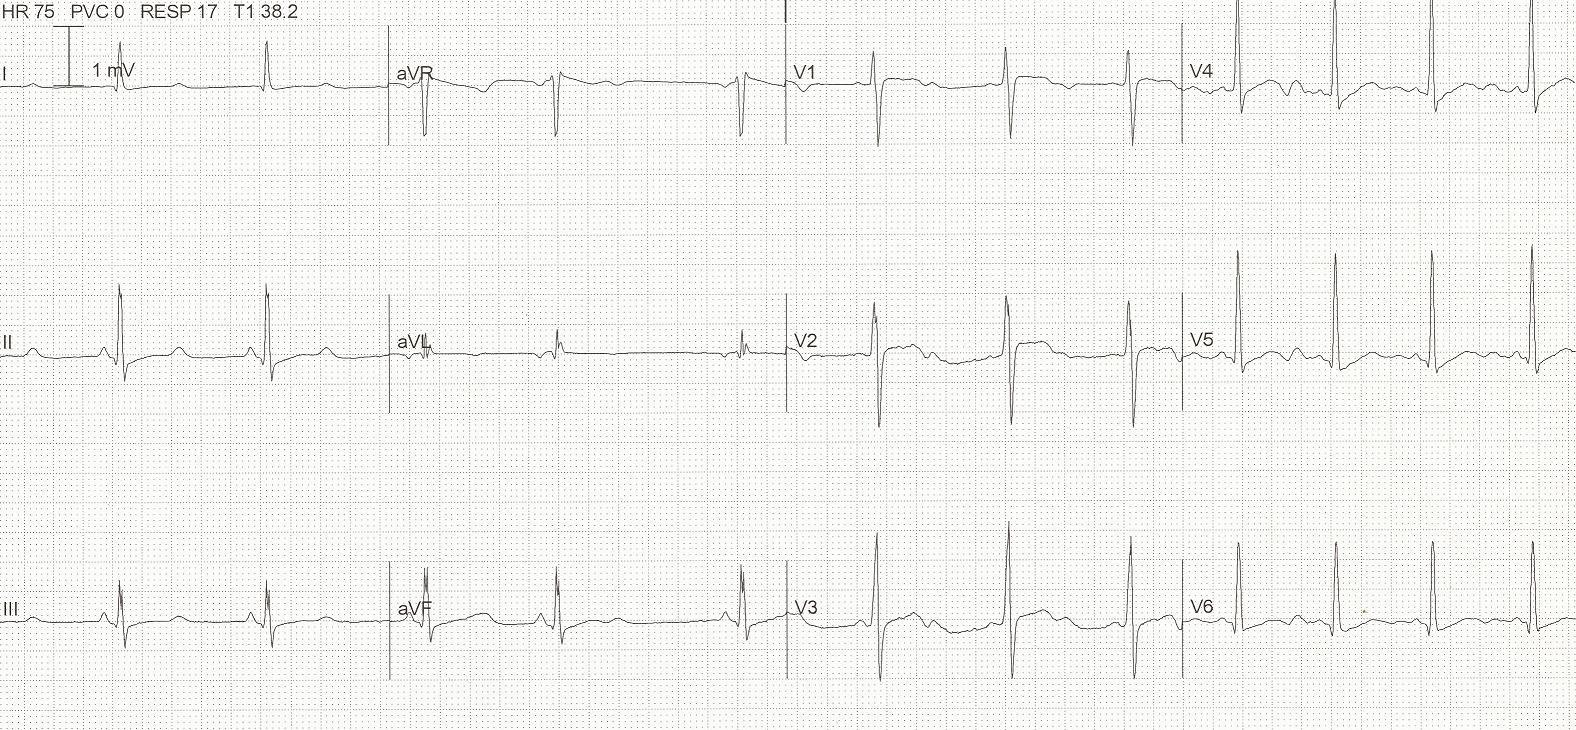 HR 75 PVC 0 RESP 17 T1 38.2
I 1 mV aVR V1 V4
II aVL V2 V5
III aVF V3 V6